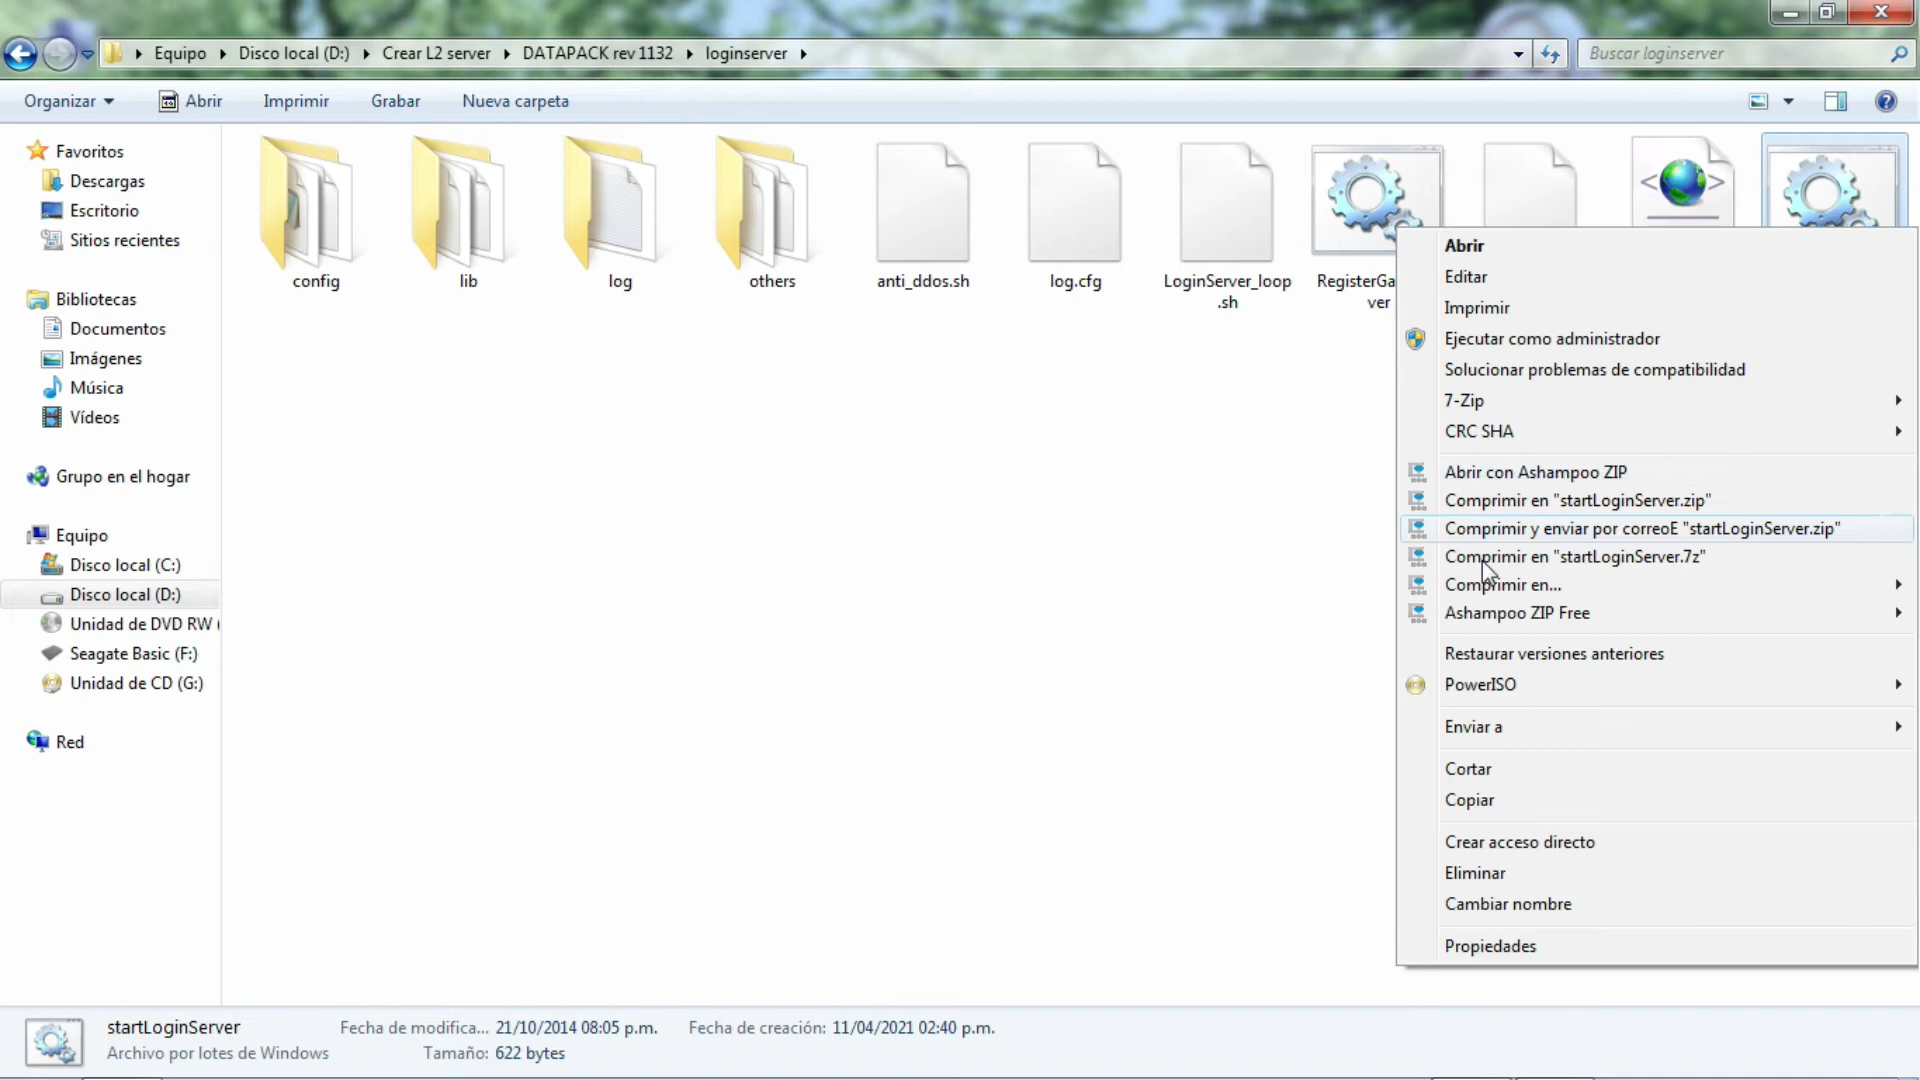 Equipo Disco local (D:) Crear L2 server DATAPACK rev 1132 loginserver
Buscar loginserver
Organizar Abrir Imprimir Grabar Nueva carpeta
Favoritos
Descargas
Escritorio
Sitios recientes
Bibliotecas
Documentos
Imágenes
Música
Vídeos
Grupo en el hogar
Equipo
Disco local (C:)
Disco local (D:)
Unidad de DVD RW (
Seagate Basic (F:)
Unidad de CD (G:)
Red
config
lib
log
others
anti_ddos.sh
log.cfg
LoginServer_loop
.sh
RegisterGa
ver
Abrir
Editar
Imprimir
Ejecutar como administrador
Solucionar problemas de compatibilidad
7-Zip
CRC SHA
Abrir con Ashampoo ZIP
Comprimir en "startLoginServer.zip"
Comprimir y enviar por correoE "startLoginServer.zip"
Comprimir en "startLoginServer.7z"
Comprimir en...
Ashampoo ZIP Free
Restaurar versiones anteriores
PowerISO
Enviar a
Cortar
Copiar
Crear acceso directo
Eliminar
Cambiar nombre
Propiedades
startLoginServer Fecha de modifica... 21/10/2014 08:05 p.m. Fecha de creación: 11/04/2021 02:40 p.m.
Archivo por lotes de Windows Tamaño: 622 bytes